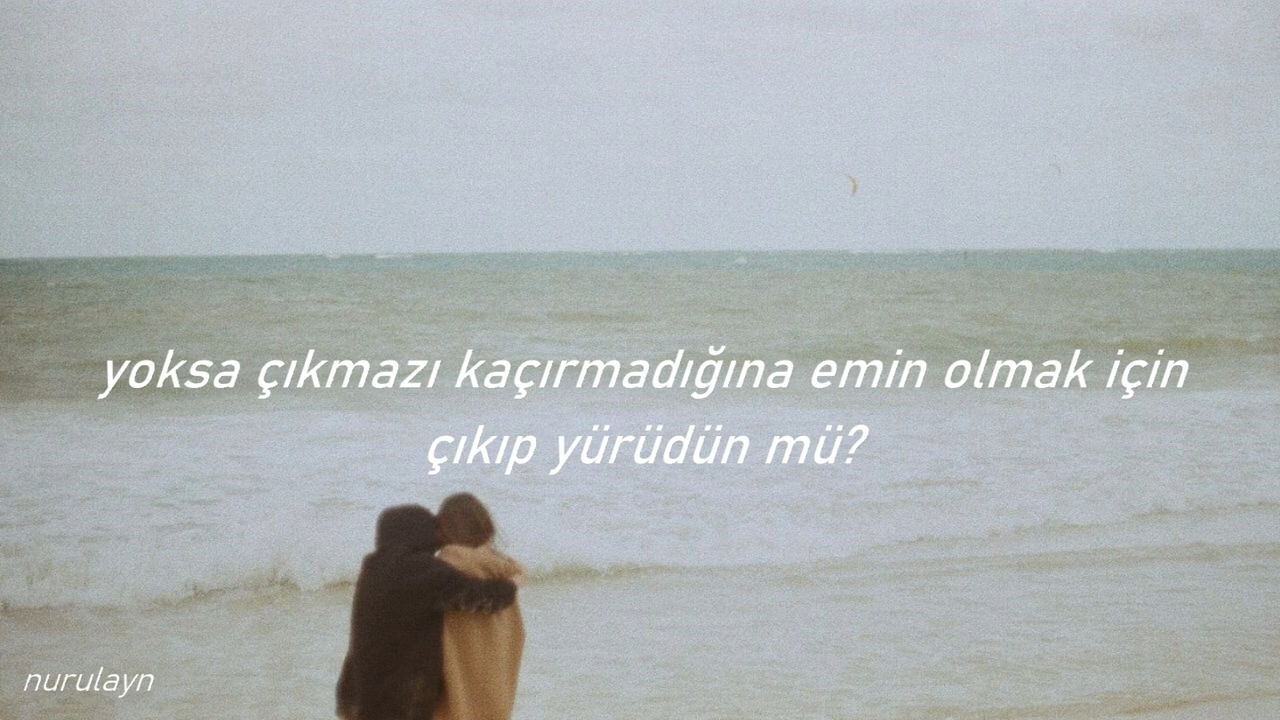 yoksa çıkmazı kaçırmadığına emin olmak için
çıkıp yürüdün mü?
nurulayn